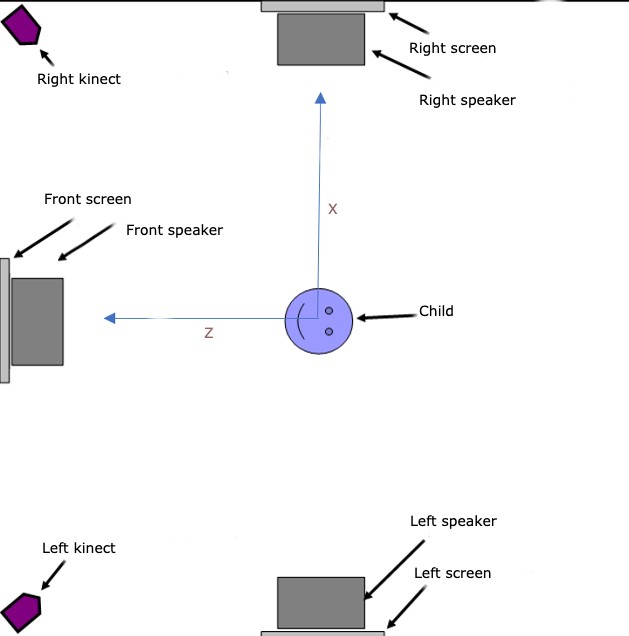 Right screen
Right kinect
Right speaker
Front screen
X
Front speaker
Child
Z
Left speaker
Left kinect
Left screen